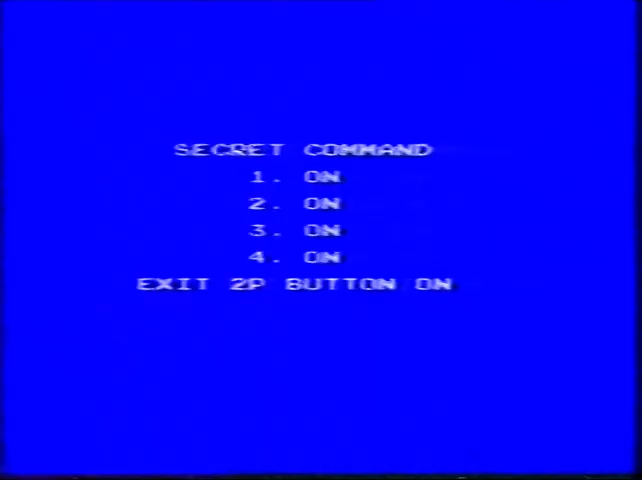 SECRET COMMAND
1. ON
2. ON
3. ON
4. ON
EXIT 2P BUTTON ON